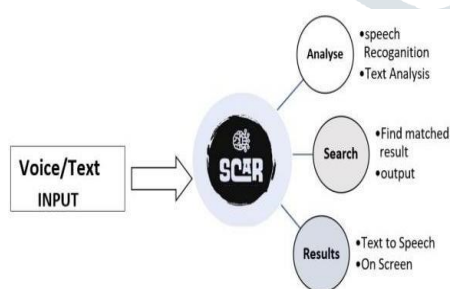 Voice/Text
INPUT
SCAR
Analyse
•speech
Recoganition
•Text Analysis
Search
•Find matched
result
•output
Results
•Text to Speech
•On Screen